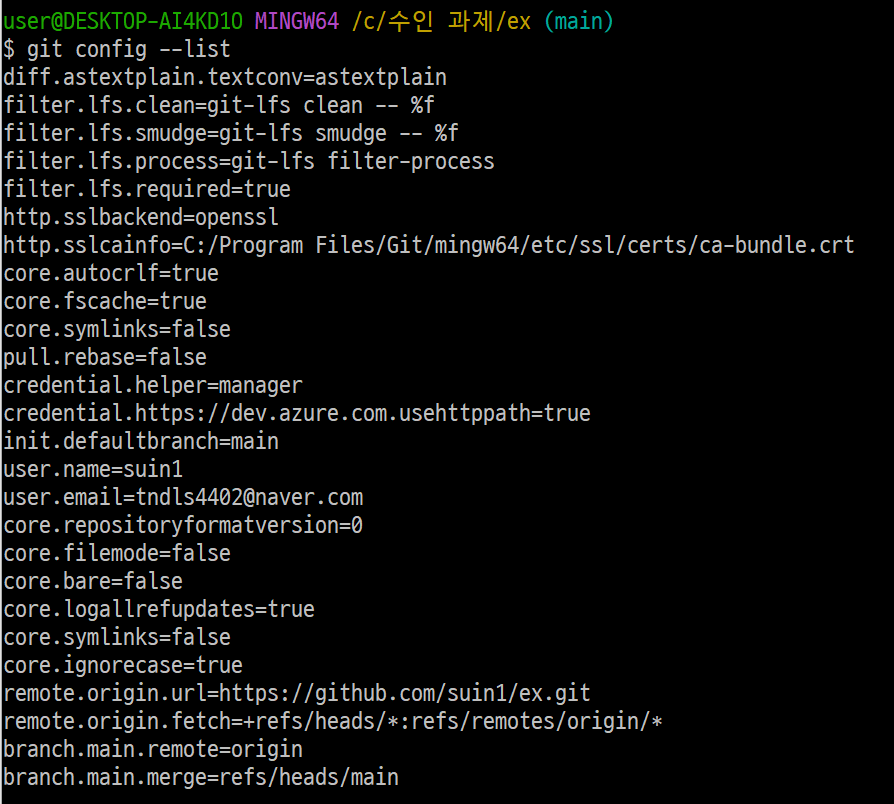 user@DESKTOP-AI4KD1O MINGW64 /c/수인 과제/ex (main)
$ git config --list
diff.astextplain.textconv=astextplain
filter.lfs.clean=git-lfs clean -- %f
filter.lfs.smudge=git-lfs smudge -- %f
filter.lfs.process=git-lfs filter-process
filter.lfs.required=true
http.sslbackend=openssl
http.sslcainfo=C:/Program Files/Git/mingw64/etc/ssl/certs/ca-bundle.crt
core.autocrlf=true
core.fscache=true
core.symlinks=false
pull.rebase=false
credential.helper=manager
credential.https://dev.azure.com.usehttppath=true
init.defaultbranch=main
user.name=suin1
user.email=tndls4402@naver.com
core.repositoryformatversion=0
core.filemode=false
core.bare=false
core.logallrefupdates=true
core.symlinks=false
core.ignorecase=true
remote.origin.url=https://github.com/suin1/ex.git
remote.origin.fetch=+refs/heads/*:refs/remotes/origin/*
branch.main.remote=origin
branch.main.merge=refs/heads/main